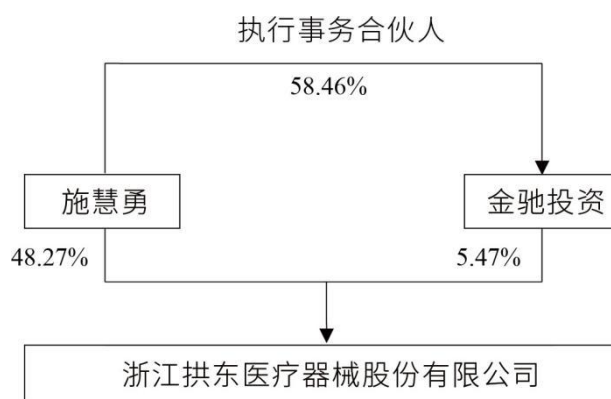 执行事务合伙人
58.46%
施慧勇
金驰投资
48.27%
5.47%
浙江拱东医疗器械股份有限公司